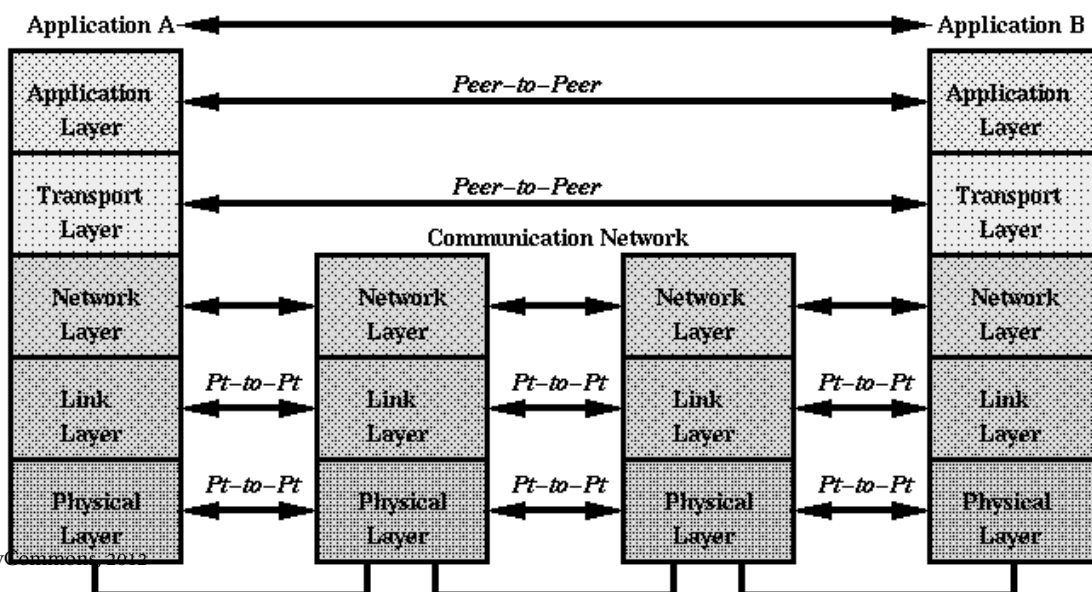 Application A
Application B
Peer-to-Peer
Application
Layer
Application
Layer
Peer-to-Peer
Transport
Layer
Transport
Layer
Communication Network
Network
Layer
Network
Layer
Network
Layer
Network
Layer
Pt-to-Pt
Pt-to-Pt
Pt-to-Pt
Link
Layer
Link
Layer
Link
Layer
Link
Layer
Pt-to-Pt
Pt-to-Pt
Pt-to-Pt
Physical
Layer
Physical
Layer
Physical
Layer
Physical
Layer
2012